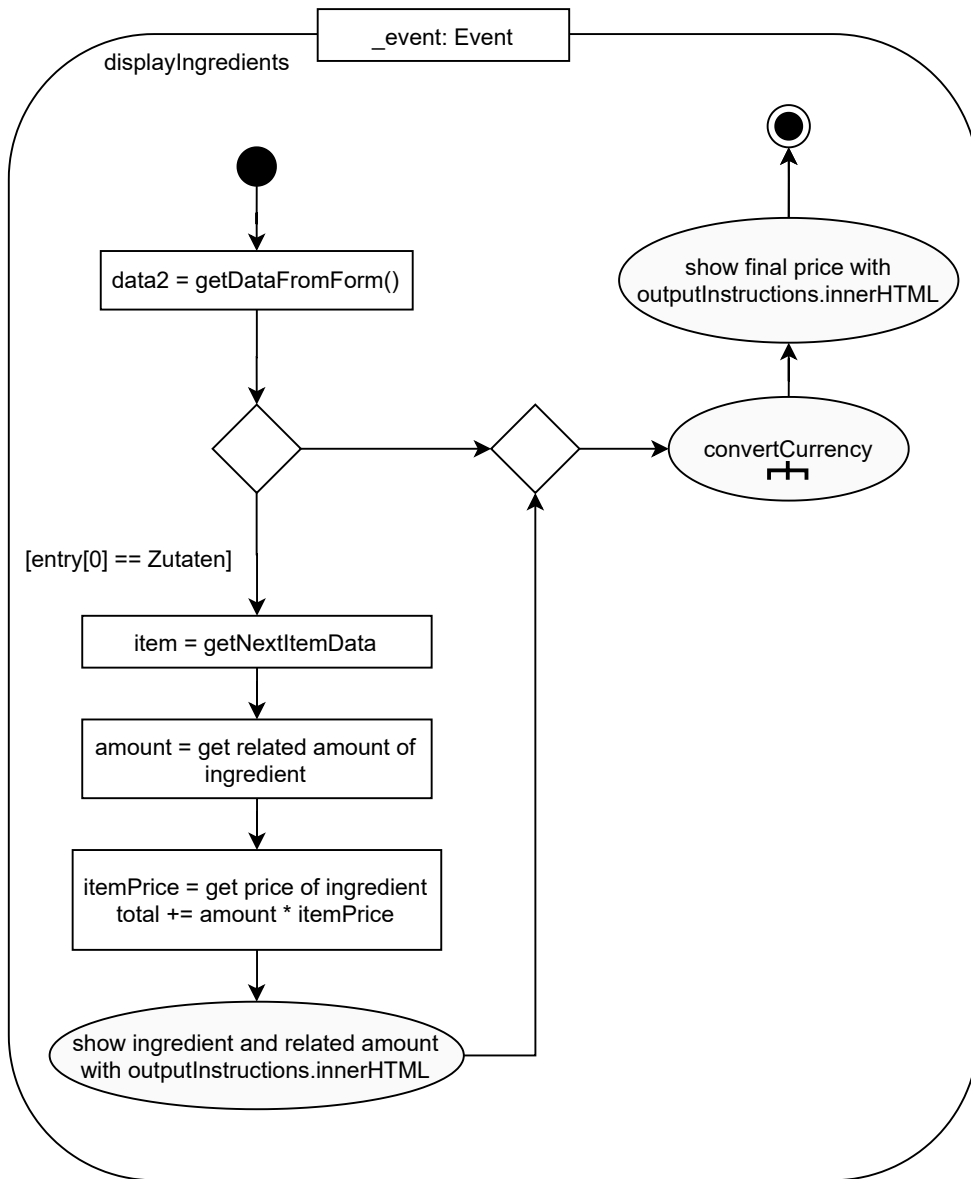 _event: Event
displayIngredients
data2 = getDataFromForm()
show final price with
outputInstructions.innerHTML
convertCurrency
[entry[0] == Zutaten]
item = getNextItemData
amount = get related amount of
ingredient
itemPrice = get price of ingredient
total += amount * itemPrice
show ingredient and related amount
with outputInstructions.innerHTML